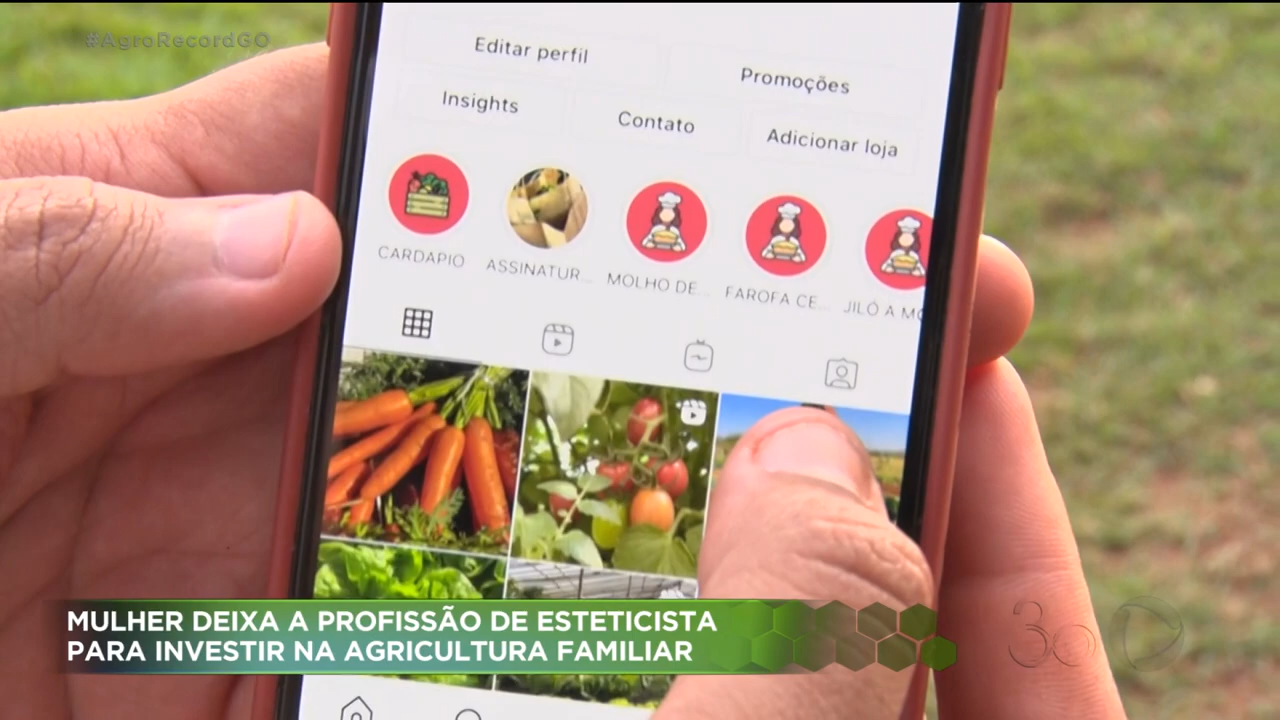 #AgroRecordGO
Editar perfil
Promoções
Insights
Contato
Adicionar loja
CARDAPIO
ASSINATUR...
MOLHO DE...
FAROFA CE...
JILÓ A MO
MULHER DEIXA A PROFISSÃO DE ESTETICISTA
PARA INVESTIR NA AGRICULTURA FAMILIAR
30